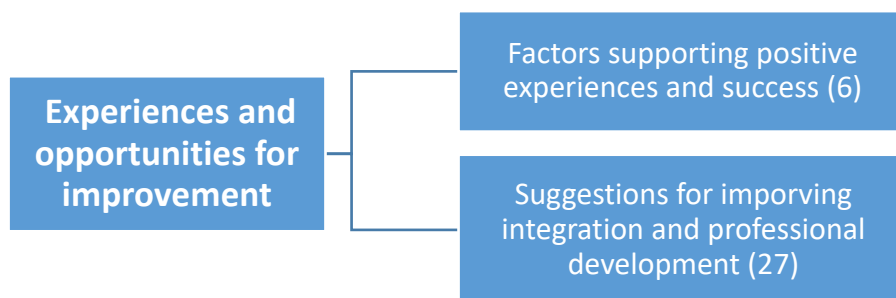 Experiences and
opportunities for
improvement
Factors supporting positive
experiences and success (6)
Suggestions for imporving
integration and professional
development (27)